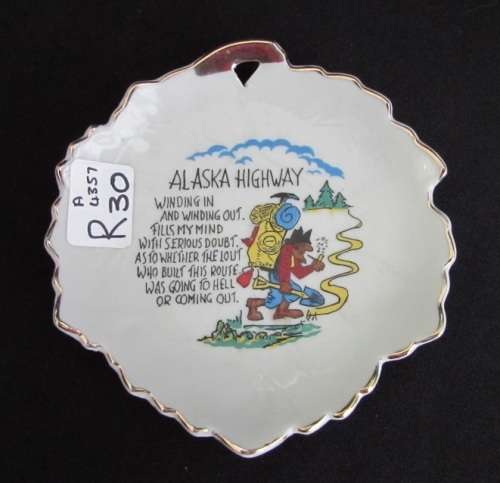 ALASKA HIGHWAY
WINDING IN
AND WINDING OUT.
FILLS MY MIND
WITH SERIOUS DOUBT.
AS TO WHETHER THE LOUT
WHO BUILT THIS ROUTE.
WAS GOING TO HELL
OR COMING OUT.
A
4357
R30